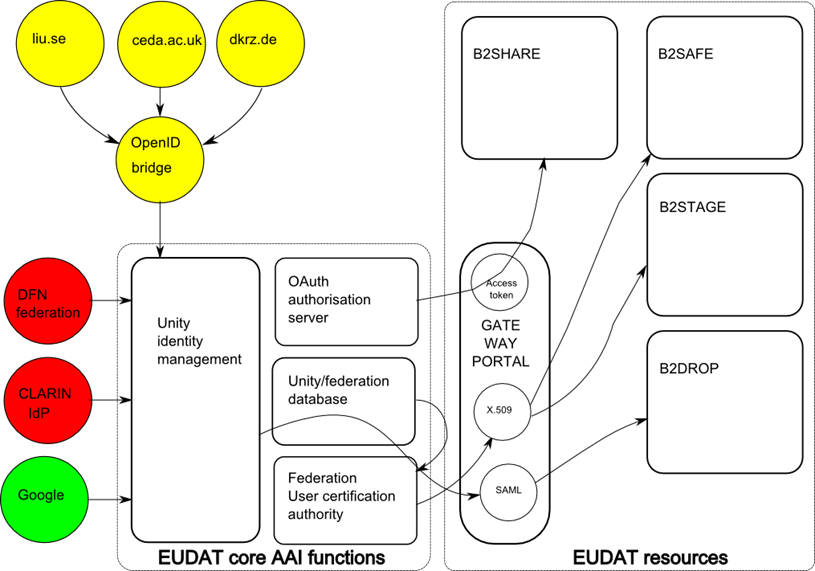 liu.se
ceda.ac.uk
dkrz.de
OpenID
bridge
DFN
federation
CLARIN
IdP
Google
Unity
identity
management
OAuth
authorisation
server
Unity/federation
database
Federation
User certification
authority
EUDAT core AAI functions
Access
token
GATE
WAY
PORTAL
X.509
SAML
B2SHARE
B2SAFE
B2STAGE
B2DROP
EUDAT resources